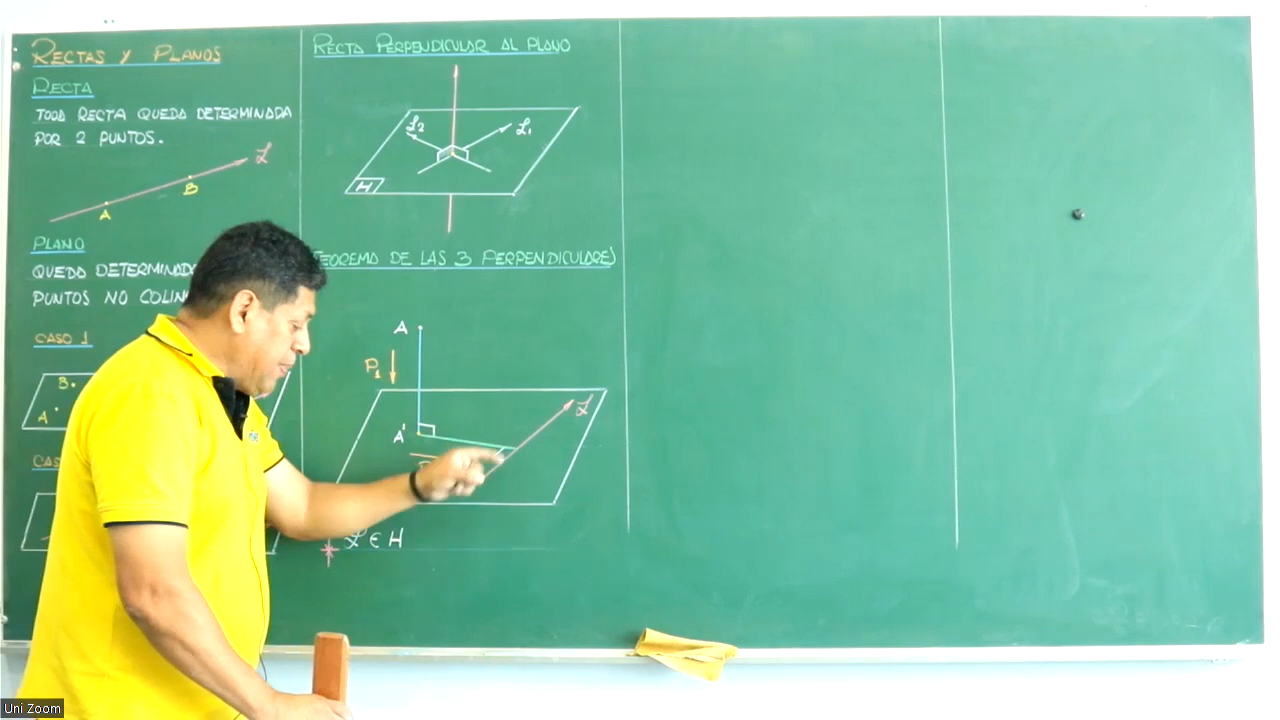 RECTAS Y PLANOS
RECTA
TODA RECTA QUEDA DETERMINADA
POR 2 PUNTOS.
L
B
A
PLANO
QUEDA DETERMINADO
PUNTOS NO
CASO 1
B
A
RECTA PERPENDICULAR AL PLANO
L2
L1
H
TEOREMA DE LAS 3 PERPENDICULARES
A
P1
L
A'
L ∈ H
Uni Zoom